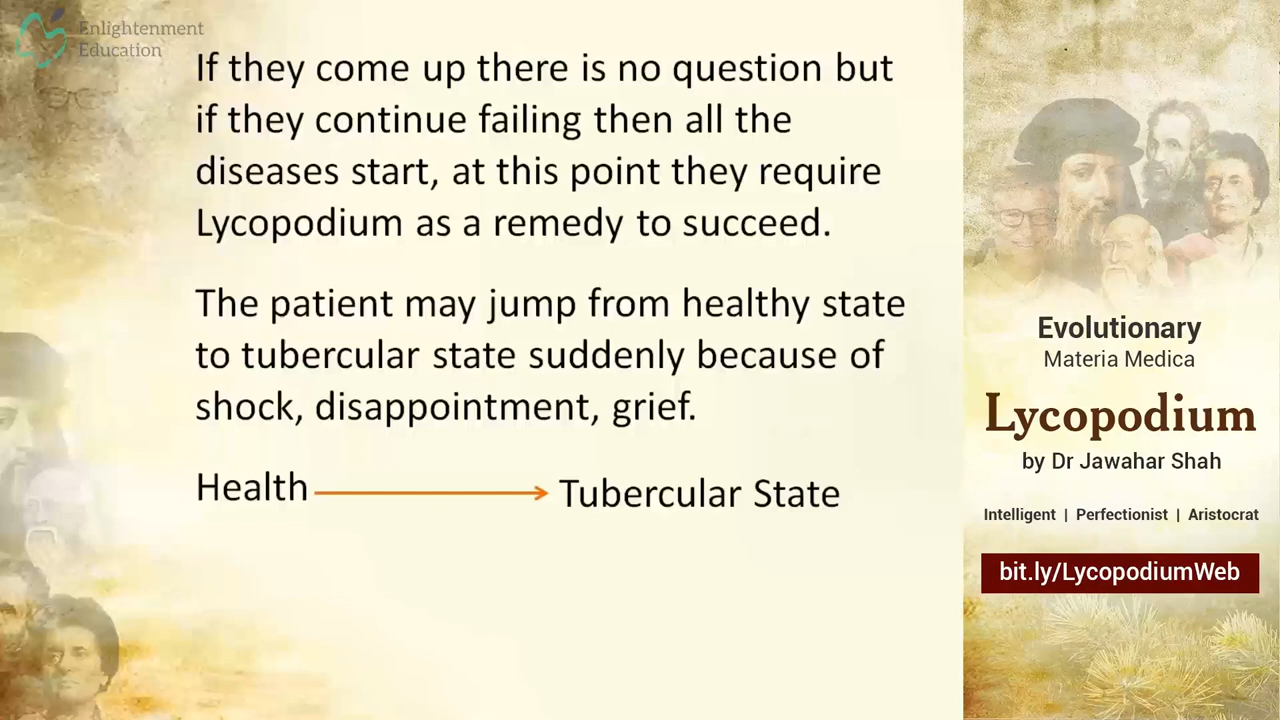 Enlightenment
Education
If they come up there is no question but
if they continue failing then all the
diseases start, at this point they require
Lycopodium as a remedy to succeed.
The patient may jump from healthy state
to tubercular state suddenly because of
shock, disappointment, grief.
Health
Tubercular State
Evolutionary
Materia Medica
Lycopodium
by Dr Jawahar Shah
Intelligent | Perfectionist | Aristocrat
bit.ly/LycopodiumWeb